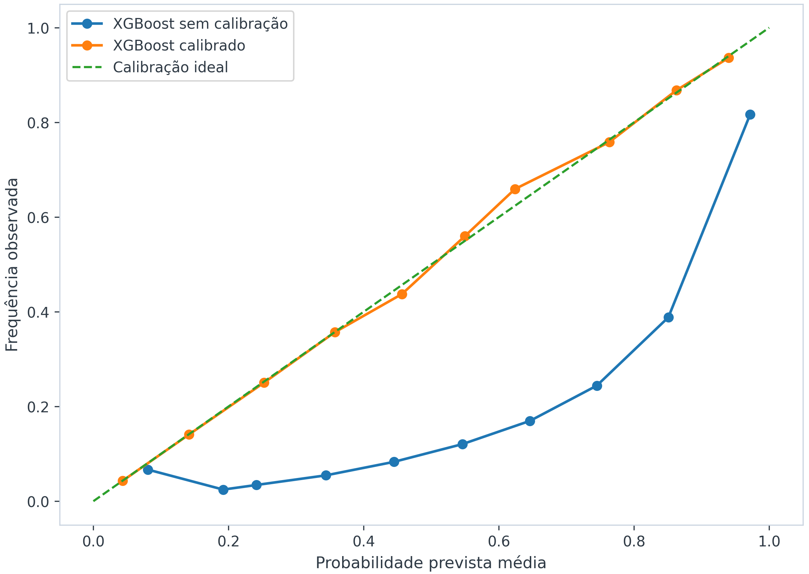 XGBoost sem calibração
XGBoost calibrado
Calibração ideal
1.0
0.8
0.6
0.4
0.2
0.0
Frequência observada
0.0 0.2 0.4 0.6 0.8 1.0
Probabilidade prevista média